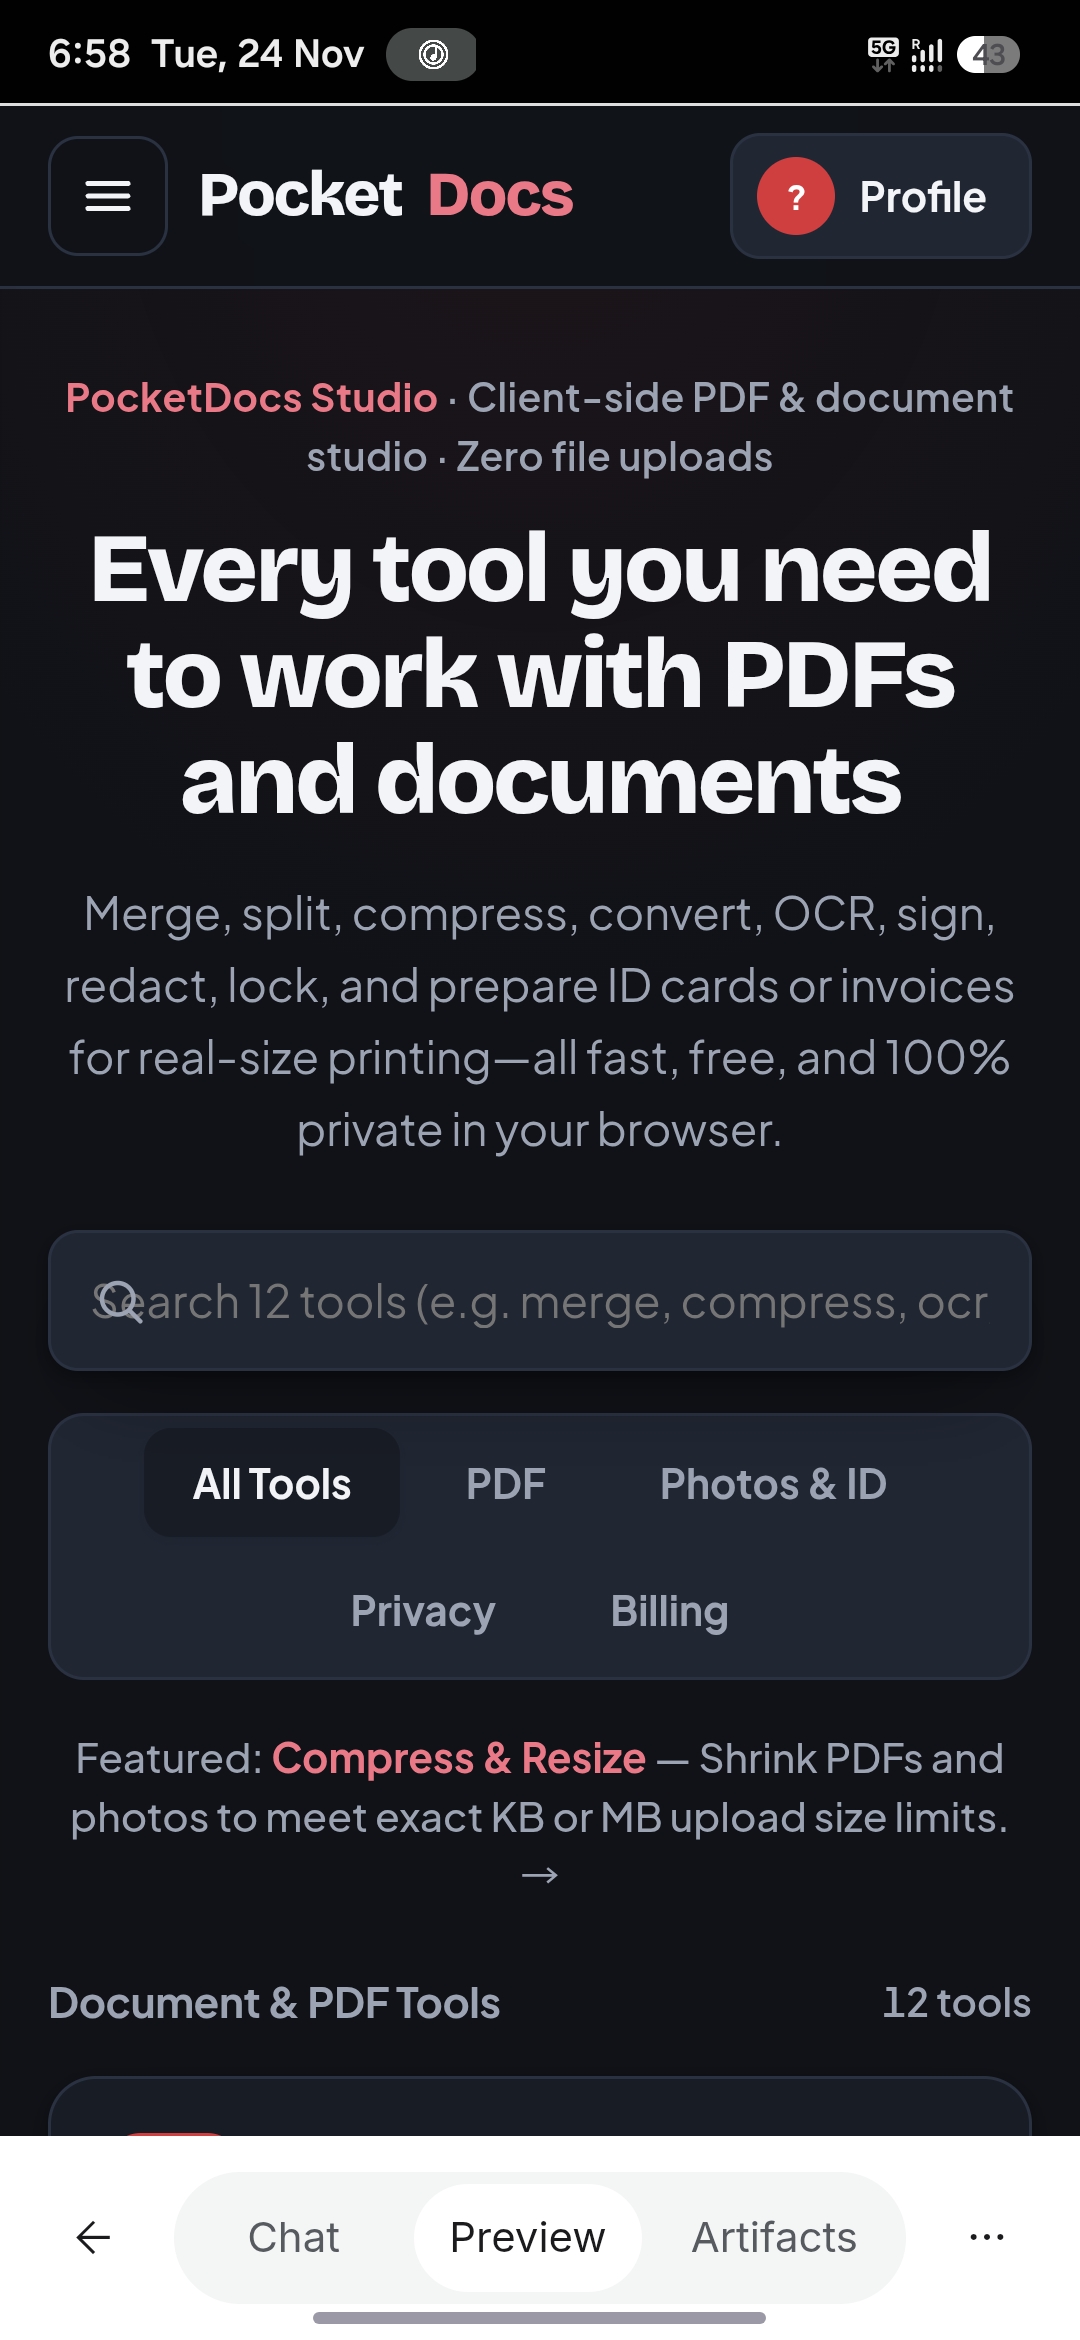 6:58 Tue, 24 Nov 5G R 43
Pocket Docs ? Profile
PocketDocs Studio · Client-side PDF & document
studio · Zero file uploads
Every tool you need
to work with PDFs
and documents
Merge, split, compress, convert, OCR, sign,
redact, lock, and prepare ID cards or invoices
for real-size printing—all fast, free, and 100%
private in your browser.
Search 12 tools (e.g. merge, compress, ocr
All Tools PDF Photos & ID
Privacy Billing
Featured: Compress & Resize — Shrink PDFs and
photos to meet exact KB or MB upload size limits.
→
Document & PDF Tools 12 tools
Chat Preview Artifacts